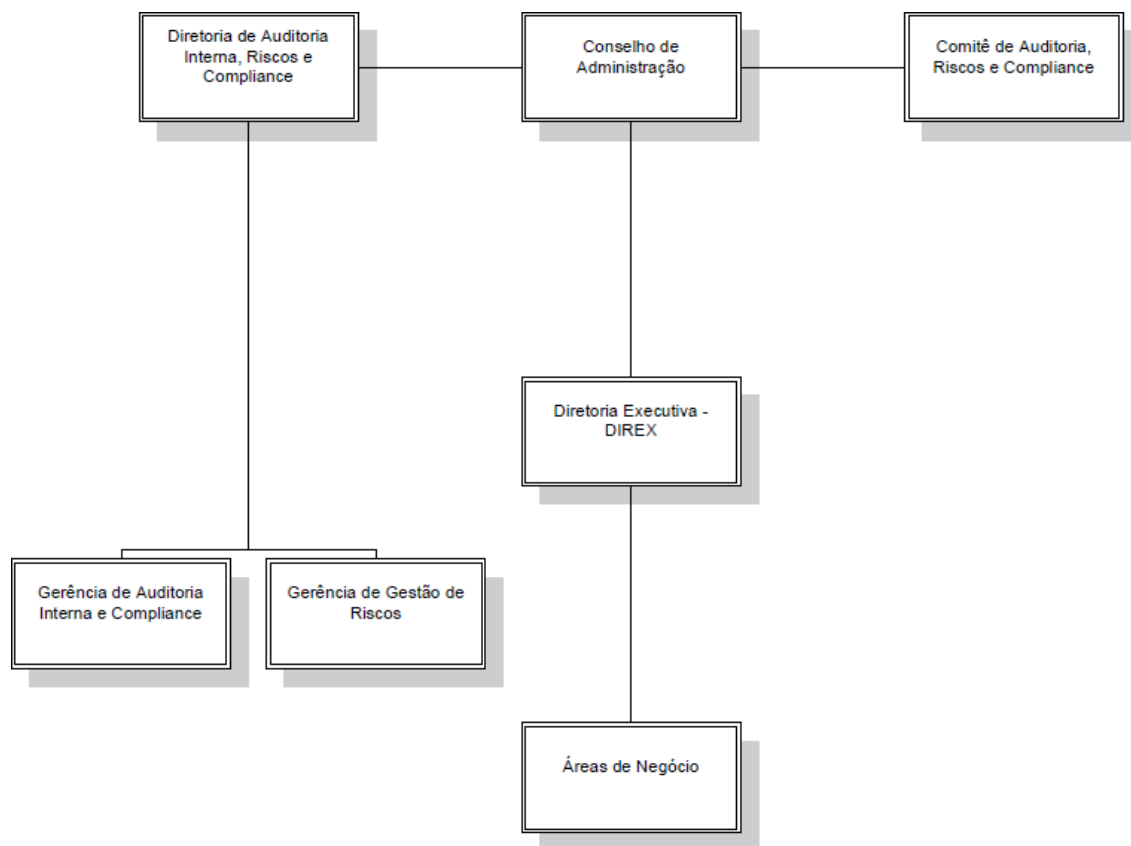 Diretoria de Auditoria
Interna, Riscos e
Compliance
Conselho de
Administração
Comitê de Auditoria,
Riscos e Compliance
Diretoria Executiva -
DIREX
Gerência de Auditoria
Interna e Compliance
Gerência de Gestão de
Riscos
Áreas de Negócio